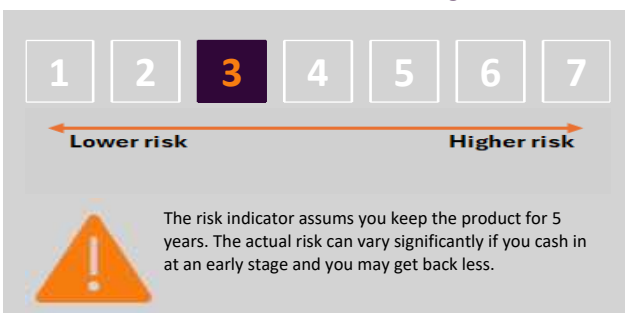 1 2 3 4 5 6 7
Lower risk Higher risk
The risk indicator assums you keep the product for 5
years. The actual risk can vary significantly if you cash in
at an early stage and you may get back less.